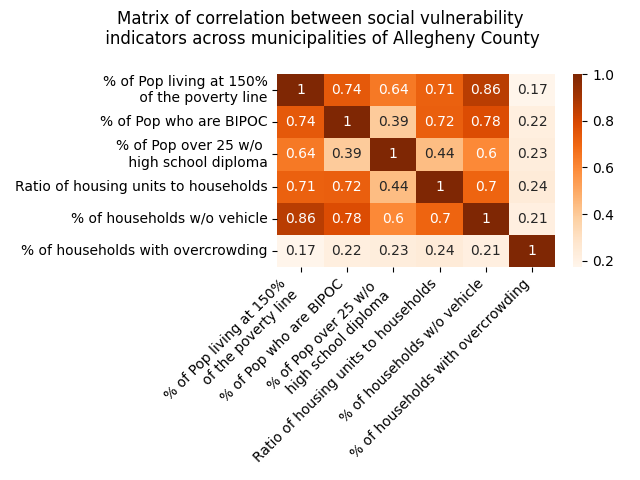 Matrix of correlation between social vulnerability
indicators across municipalities of Allegheny County
% of Pop living at 150%
of the poverty line
1 0.74 0.64 0.71 0.86 0.17
% of Pop who are BIPOC
0.74 1 0.39 0.72 0.78 0.22
% of Pop over 25 w/o
high school diploma
0.64 0.39 1 0.44 0.6 0.23
Ratio of housing units to households
0.71 0.72 0.44 1 0.7 0.24
% of households w/o vehicle
0.86 0.78 0.6 0.7 1 0.21
% of households with overcrowding
0.17 0.22 0.23 0.24 0.21 1
1.0
0.8
0.6
0.4
0.2
% of Pop living at 150%
of the poverty line
% of Pop who are BIPOC
% of Pop over 25 w/o
high school diploma
Ratio of housing units to households
% of households w/o vehicle
% of households with overcrowding